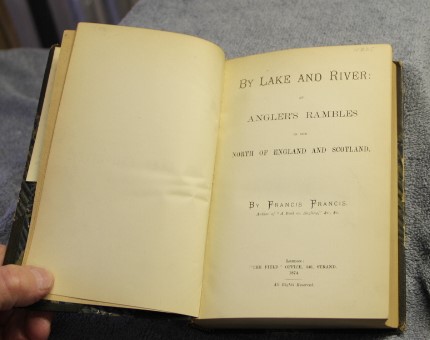 BY LAKE AND RIVER:
AN
ANGLER'S RAMBLES
IN THE
NORTH OF ENGLAND AND SCOTLAND.
BY FRANCIS FRANCIS.
Author of "A Book on Angling," &c. &c.
London:
"THE FIELD" OFFICE, 346, STRAND.
1874.
All Rights Reserved.